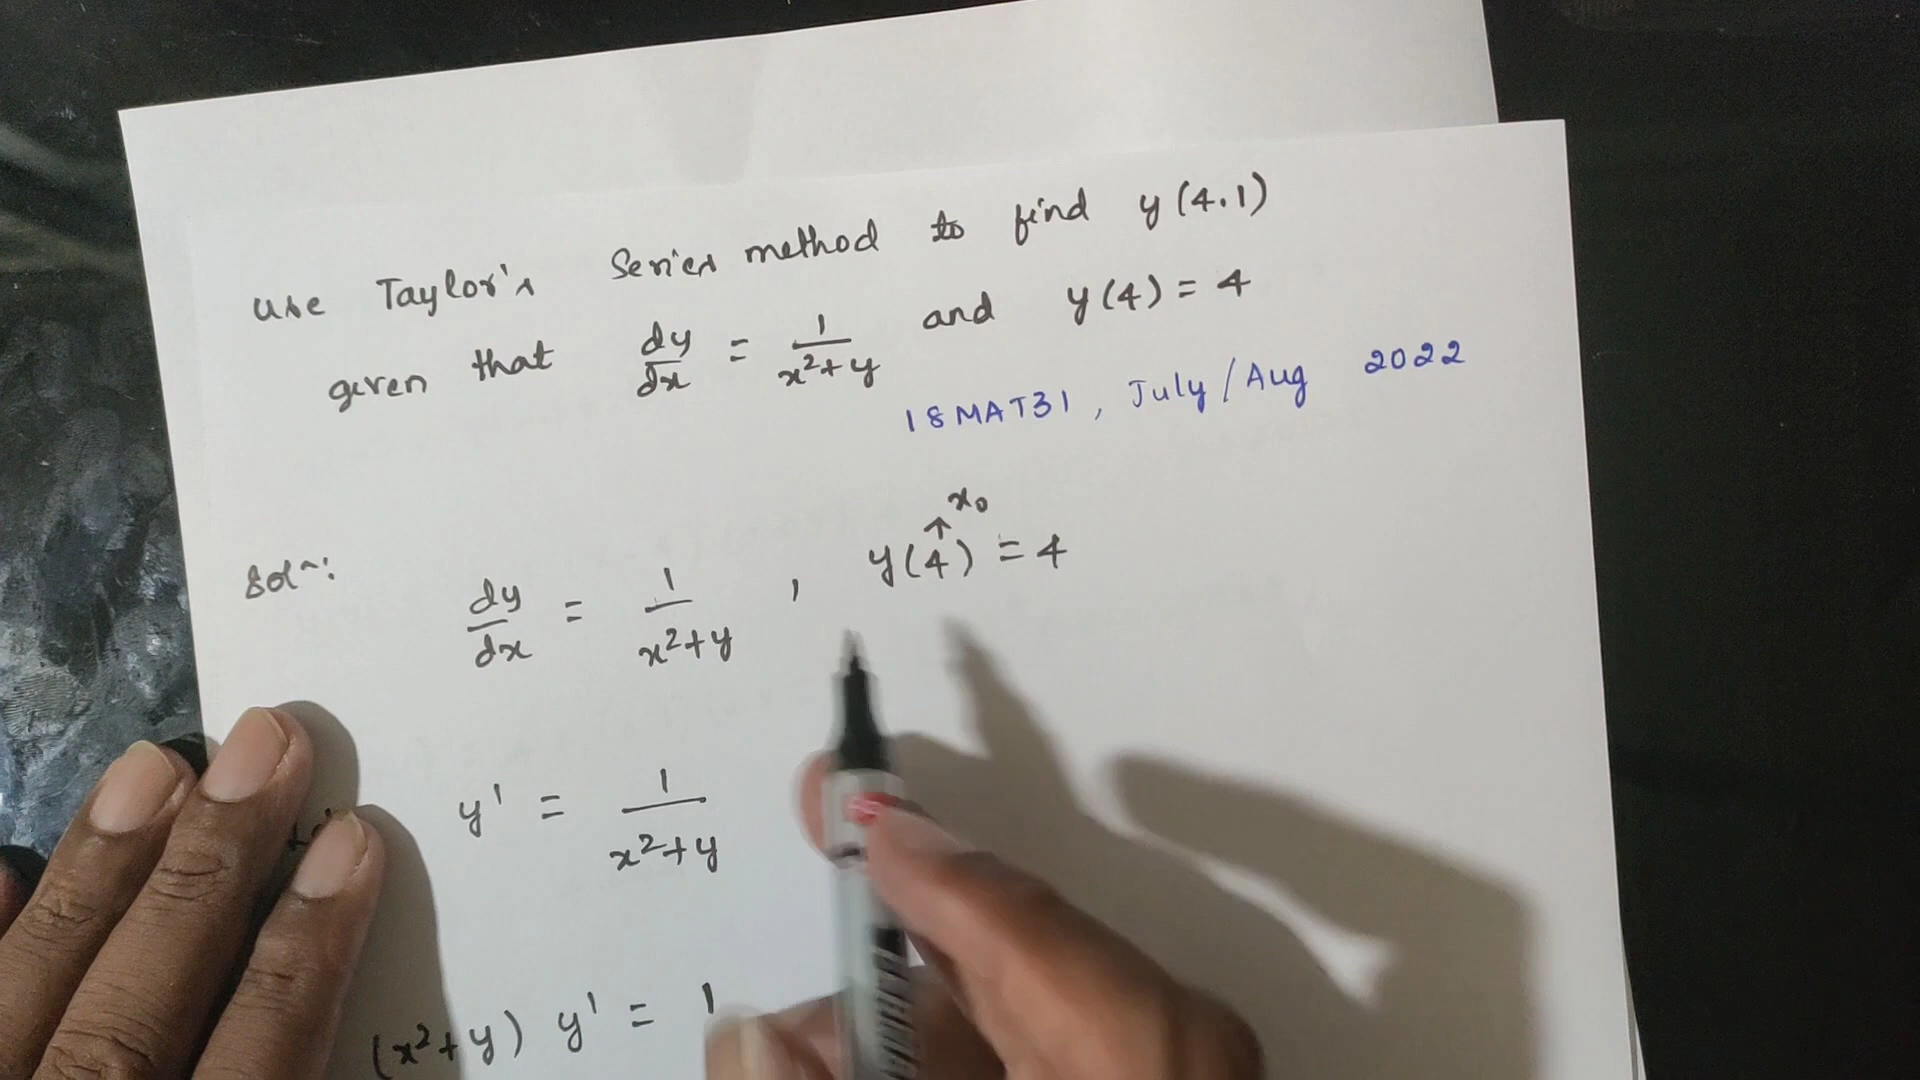 Use Taylor's Series method to find y(4.1)
given that dy/dx = 1/(x²+y) and y(4) = 4
18MAT31, July/Aug 2022
x₀
↑
Solⁿ: dy/dx = 1/(x²+y) , y(4) = 4
y' = 1/(x²+y)
(x²+y) y' = 1